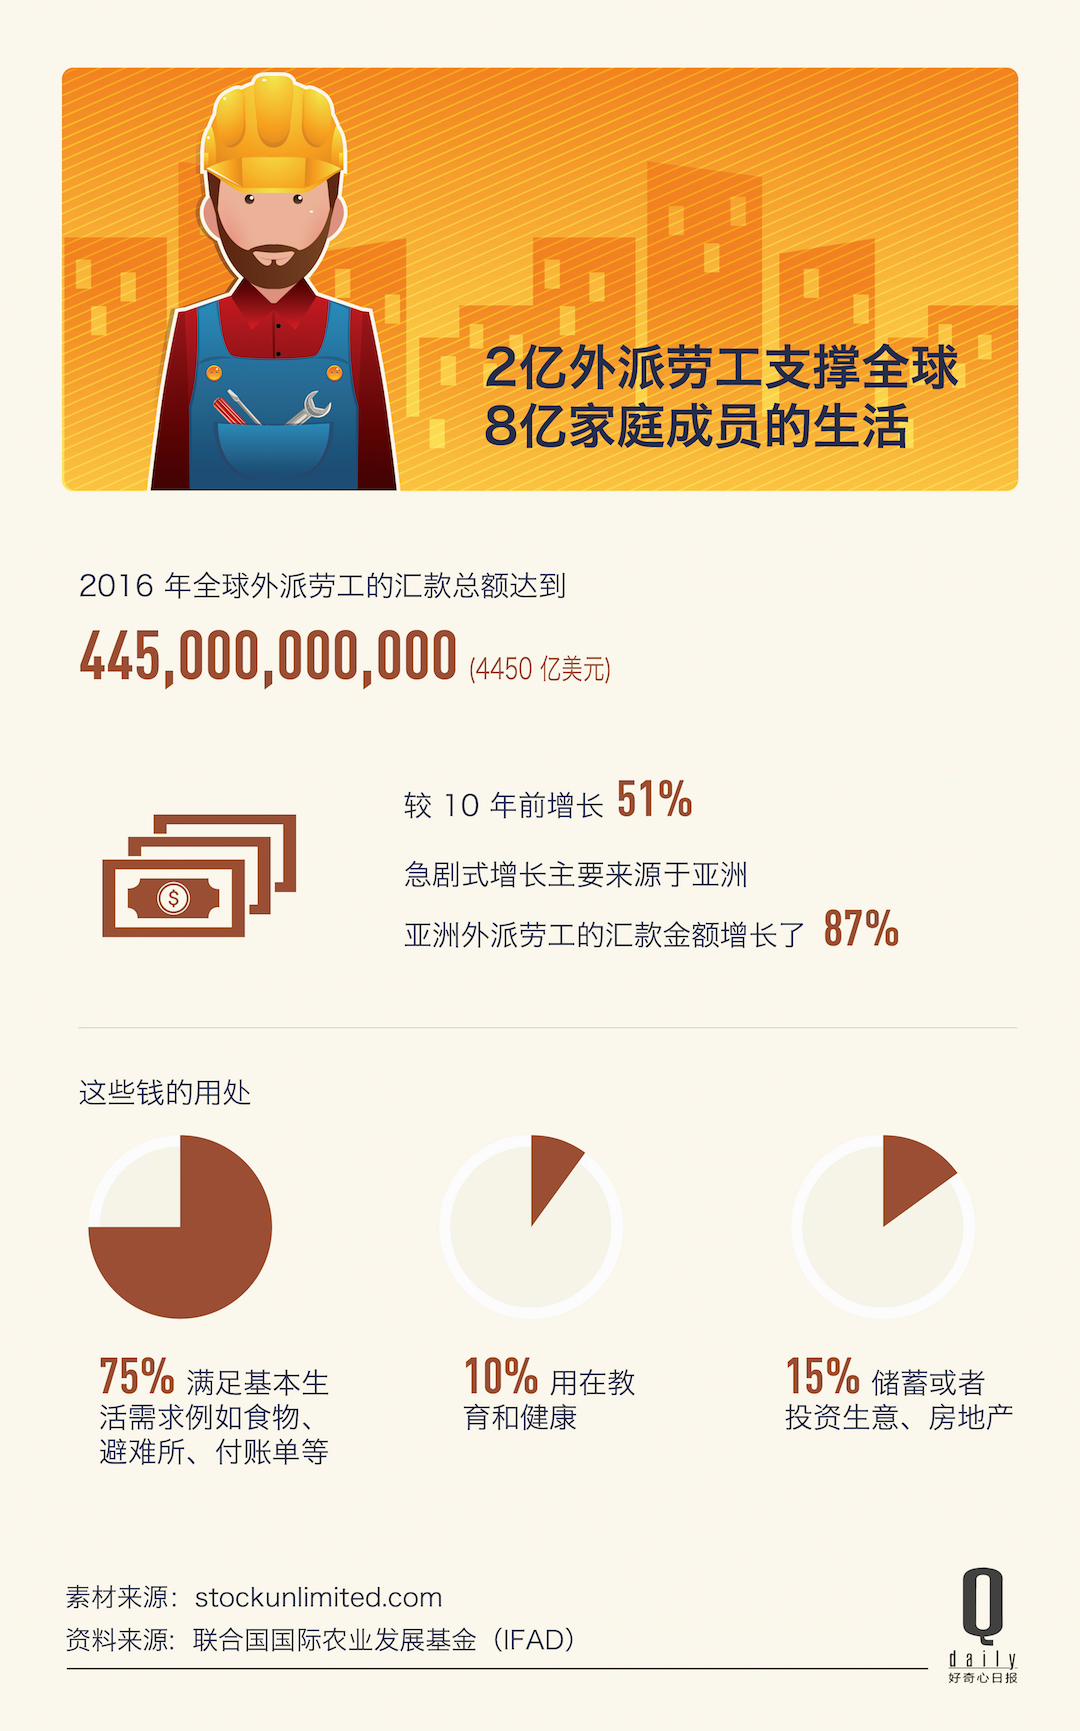 2亿外派劳工支撑全球
8亿家庭成员的生活
2016 年全球外派劳工的汇款总额达到
445,000,000,000 (4450 亿美元)
较 10 年前增长 51%
急剧式增长主要来源于亚洲
亚洲外派劳工的汇款金额增长了 87%
$
这些钱的用处
75% 满足基本生
活需求例如食物、
避难所、付账单等
10% 用在教
育和健康
15% 储蓄或者
投资生意、房地产
素材来源：stockunlimited.com
资料来源：联合国国际农业发展基金（IFAD）
Q
daily
好奇心日报